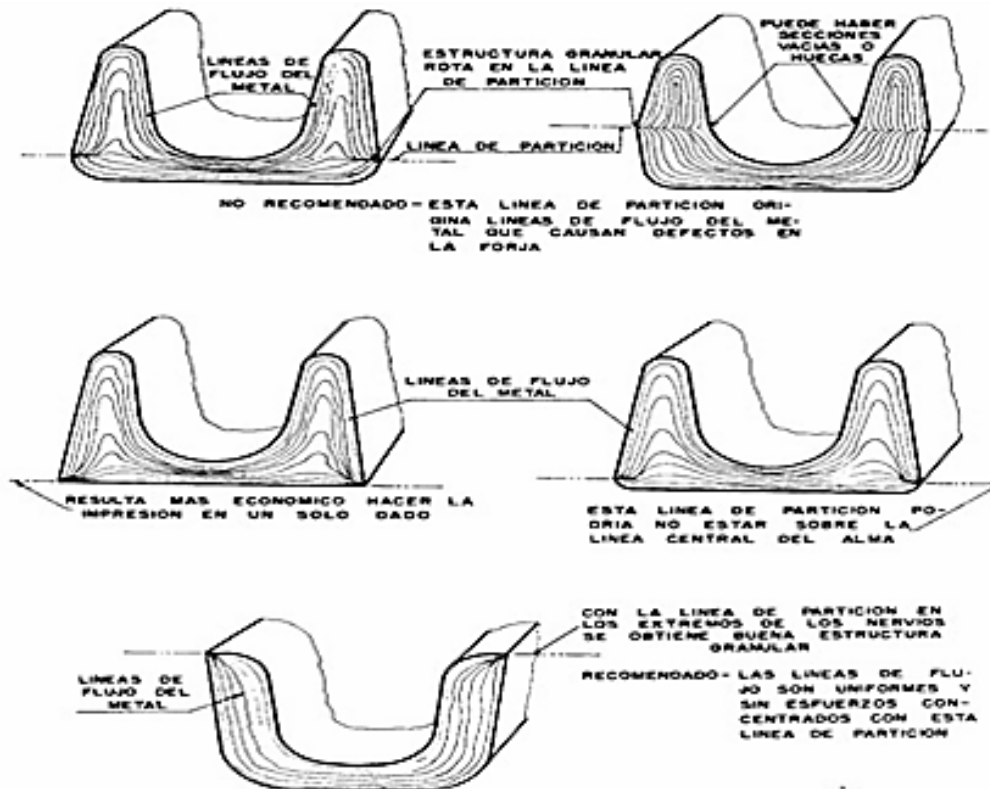 LINEAS DE
FLUJO DEL
METAL
ESTRUCTURA GRANULAR
ROTA EN LA LINEA
DE PARTICION
LINEA DE PARTICION
PUEDE HABER
SECCIONES
VACIAS O
HUECAS
NO RECOMENDADO - ESTA LINEA DE PARTICION ORI-
GINA LINEAS DE FLUJO DEL ME-
TAL QUE CAUSAN DEFECTOS EN
LA FORJA
LINEAS DE FLUJO
DEL METAL
RESULTA MAS ECONOMICO HACER LA
IMPRESION EN UN SOLO DADO
ESTA LINEA DE PARTICION PO-
DRIA NO ESTAR SOBRE LA
LINEA CENTRAL DEL ALMA
LINEAS DE
FLUJO DEL
METAL
CON LA LINEA DE PARTICION EN
LOS EXTREMOS DE LOS NERVIOS
SE OBTIENE BUENA ESTRUCTURA
GRANULAR
RECOMENDADO - LAS LINEAS DE FLU-
JO SON UNIFORMES Y
SIN ESFUERZOS CON-
CENTRADOS CON ESTA
LINEA DE PARTICION